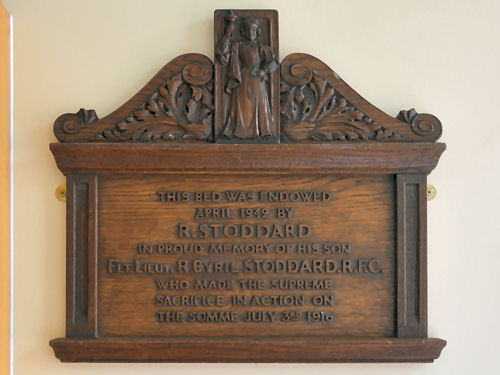 THIS BED WAS ENDOWED
APRIL 1949 BY
R. STODDARD
IN PROUD MEMORY OF HIS SON
FLT. LIEUT. R. BYRIL STODDARD. R.F.C.
WHO MADE THE SUPREME
SACRIFICE IN ACTION ON
THE SOMME JULY 3RD 1916